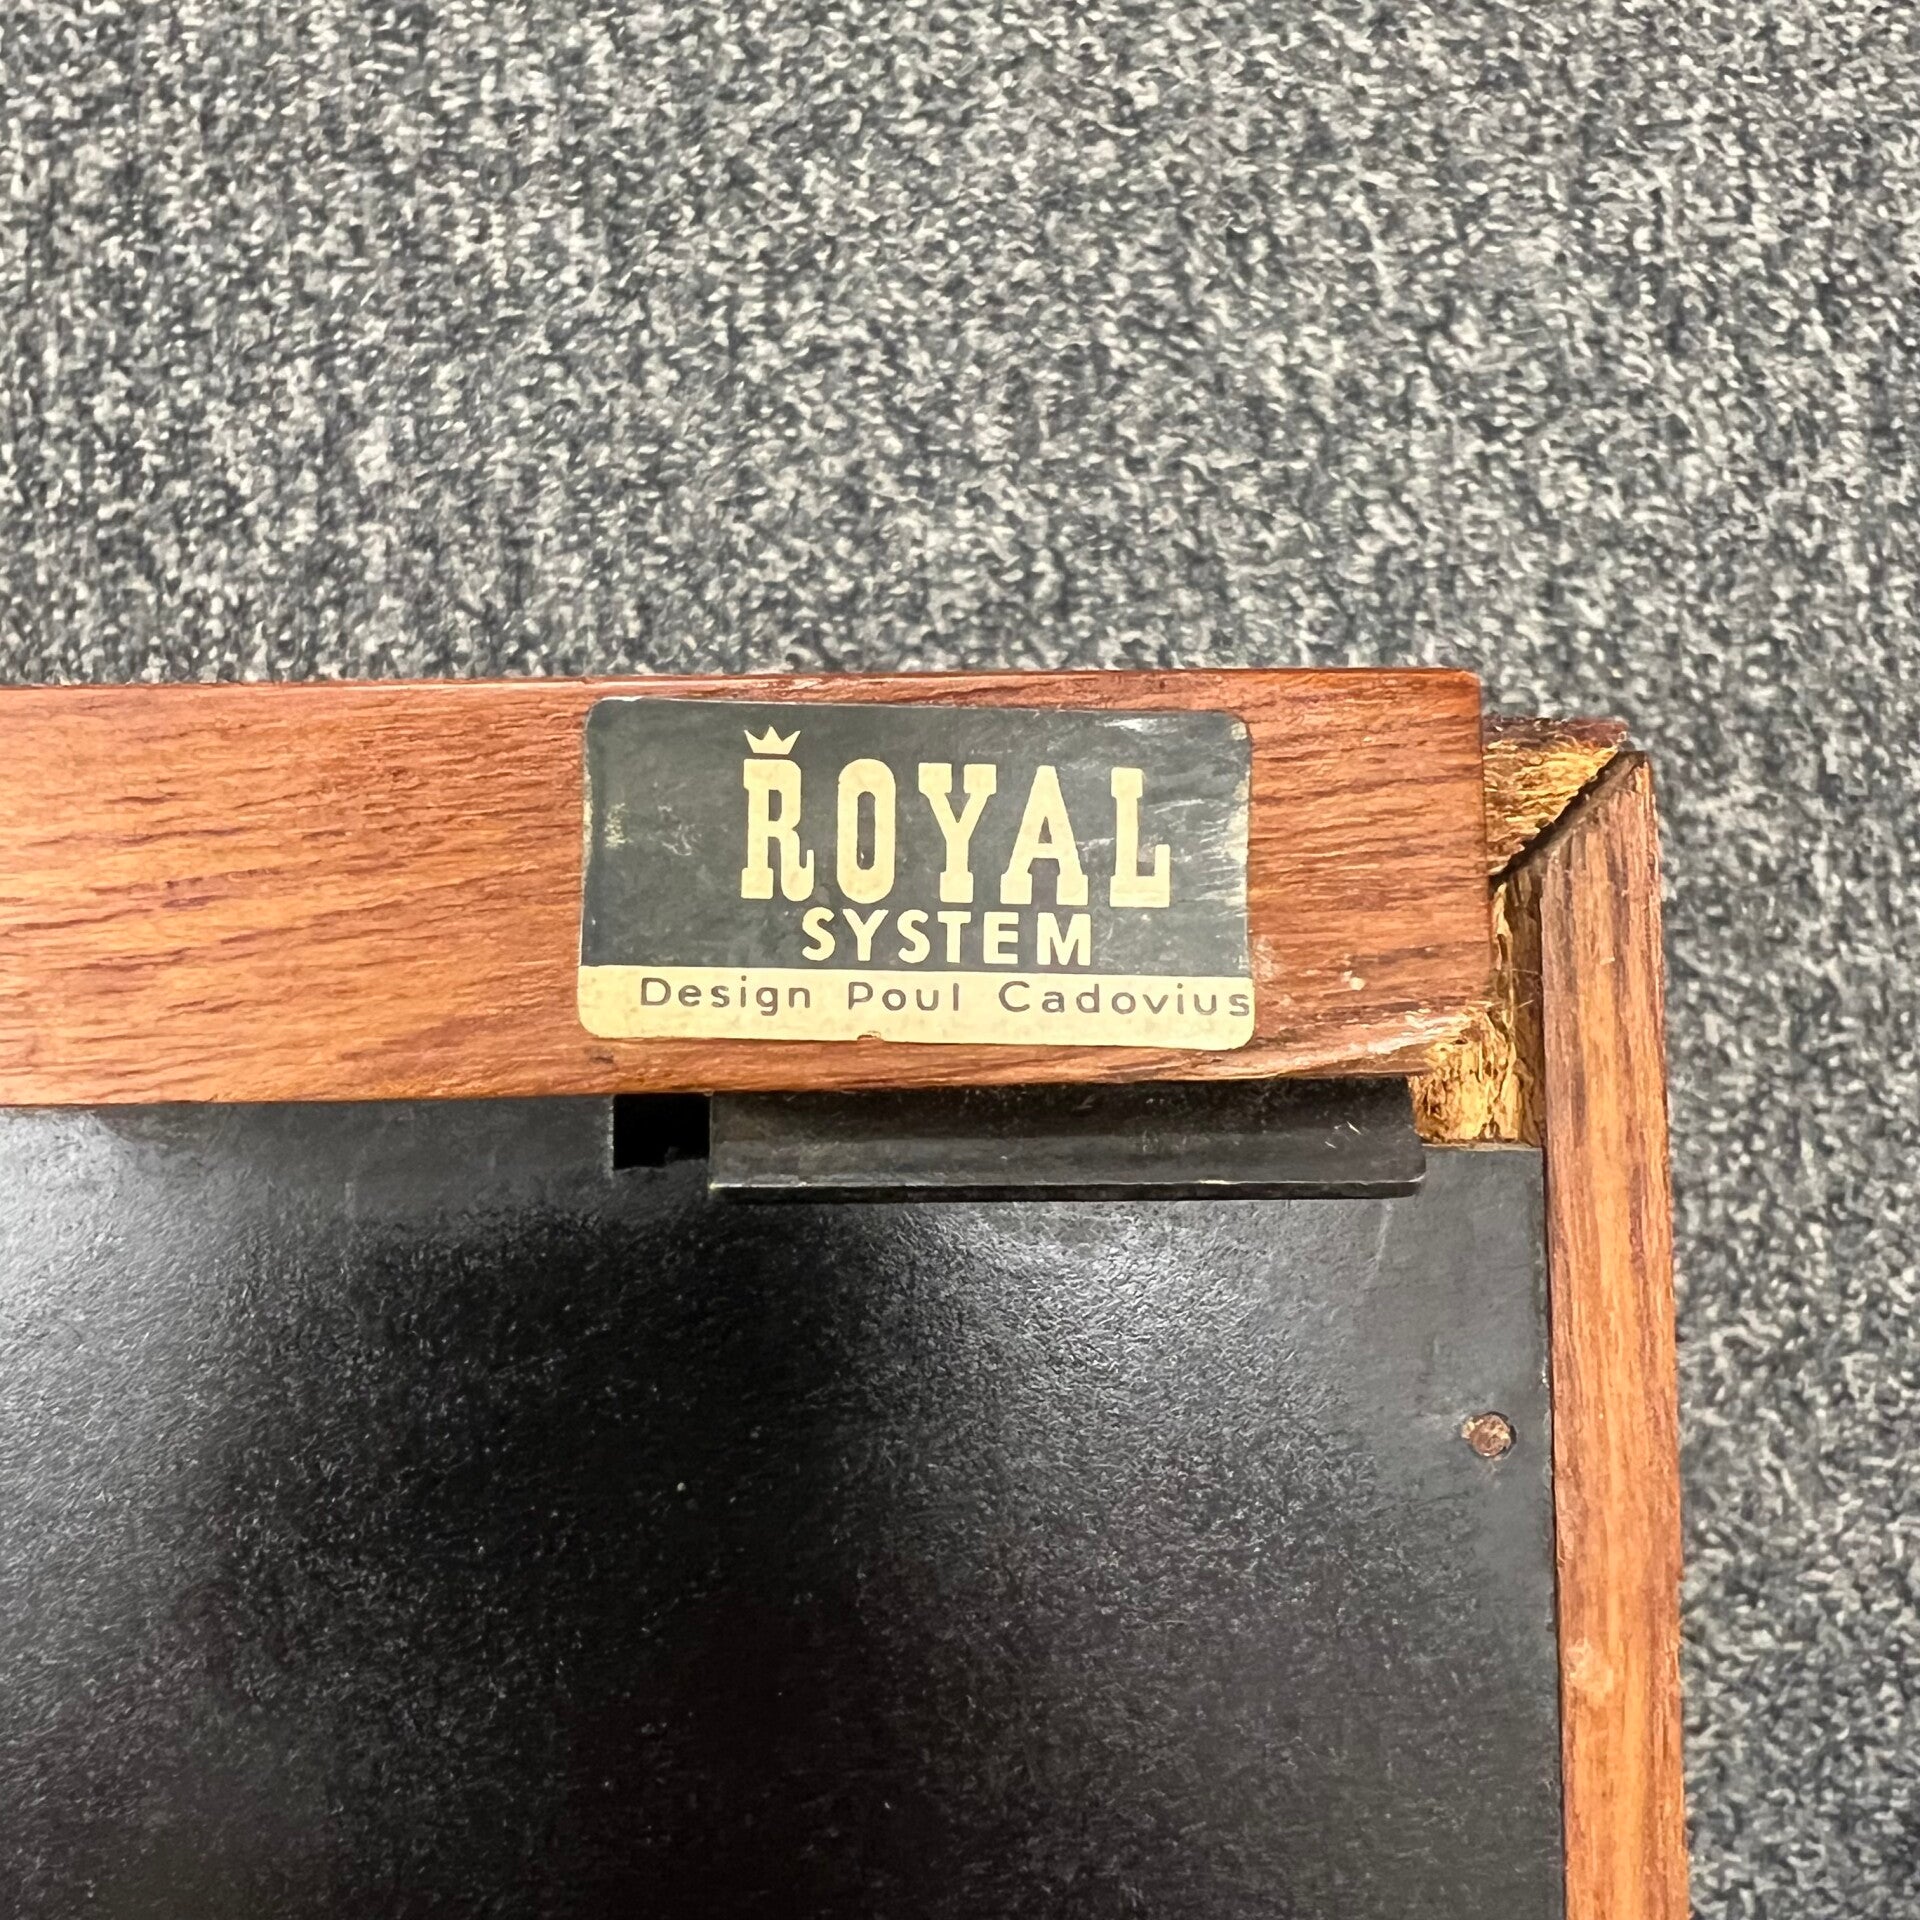 ROYAL
SYSTEM
Design Poul Cadovius